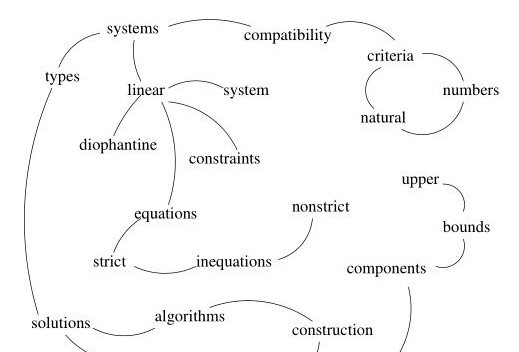 systems
compatibility
criteria
types
linear
system
numbers
natural
diophantine
constraints
upper
equations
nonstrict
bounds
strict
inequations
components
solutions
algorithms
construction